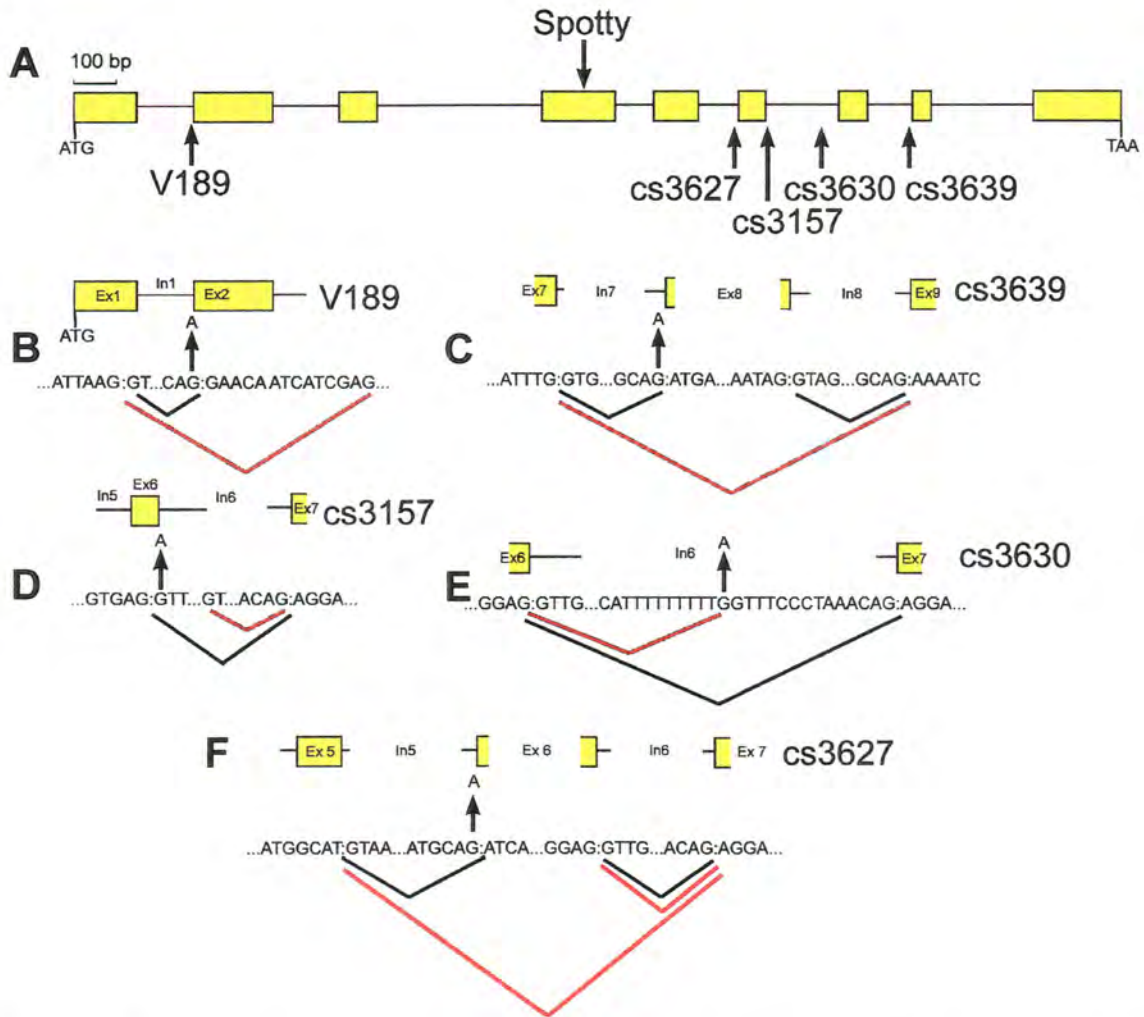 Spotty
A
100 bp
ATG
TAA
V189
cs3627
cs3157
cs3630
cs3639
Ex1 In1 Ex2 V189
ATG
A
B
...ATTAAG:GT...CAG:GAACAATCATCGAG...
Ex7 In7 Ex8 In8 Ex9 cs3639
A
C
...ATTTG:GTG...GCAG:ATGA...AATAG:GTAG...GCAG:AAAATC
In5 Ex6 In6 Ex7 cs3157
A
D
...GTGAG:GTT...GT...ACAG:AGGA...
Ex6 In6 A Ex7 cs3630
E
...GGAG:GTTG...CATTTTTTTTTTGGTTTCCCTAAACAG:AGGA...
F
Ex 5 In5 Ex 6 In6 Ex 7 cs3627
A
...ATGGCAT:GTAA...ATGCAG:ATCA...GGAG:GTTG...ACAG:AGGA...